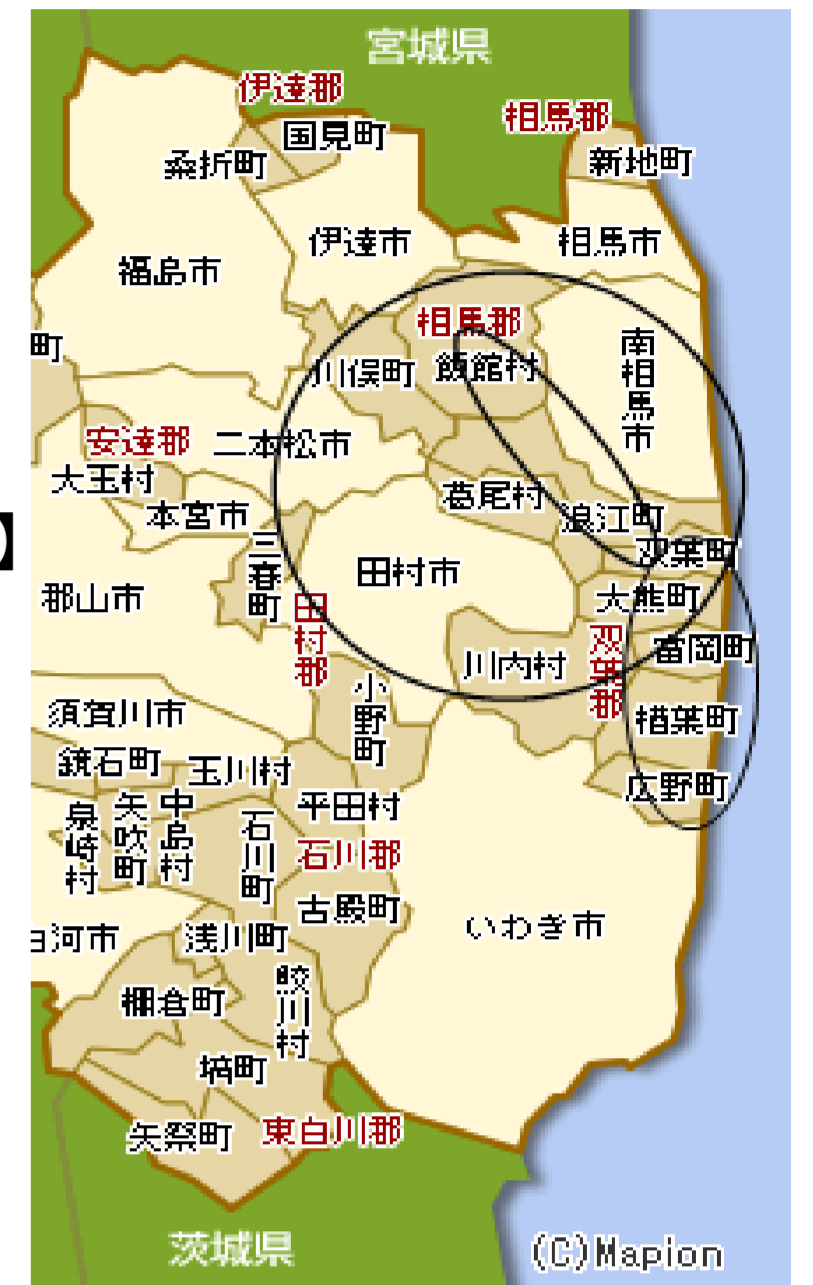 宮城県
伊達郡
相馬郡
国見町
桑折町
新地町
伊達市
相馬市
福島市
相馬郡
町
川俣町
飯館村
南相馬市
安達郡
二本松市
大玉村
葛尾村
本宮市
浪江町
三春町
双葉町
田村市
郡山市
大熊町
田村郡
双葉郡
富岡町
川内村
小野町
須賀川市
楢葉町
鏡石町
玉川村
広野町
泉崎村
矢吹町
中島村
平田村
石川町
石川郡
古殿町
いわき市
白河市
浅川町
鮫川村
棚倉町
塙町
矢祭町
東白川郡
茨城県
(C)Mapion